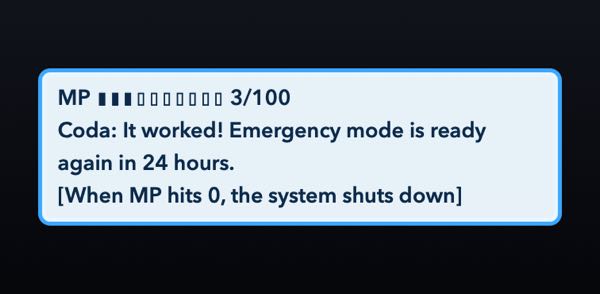 MP ▮▮▮▯▯▯▯▯▯▯ 3/100
Coda: It worked! Emergency mode is ready
again in 24 hours.
[When MP hits 0, the system shuts down]